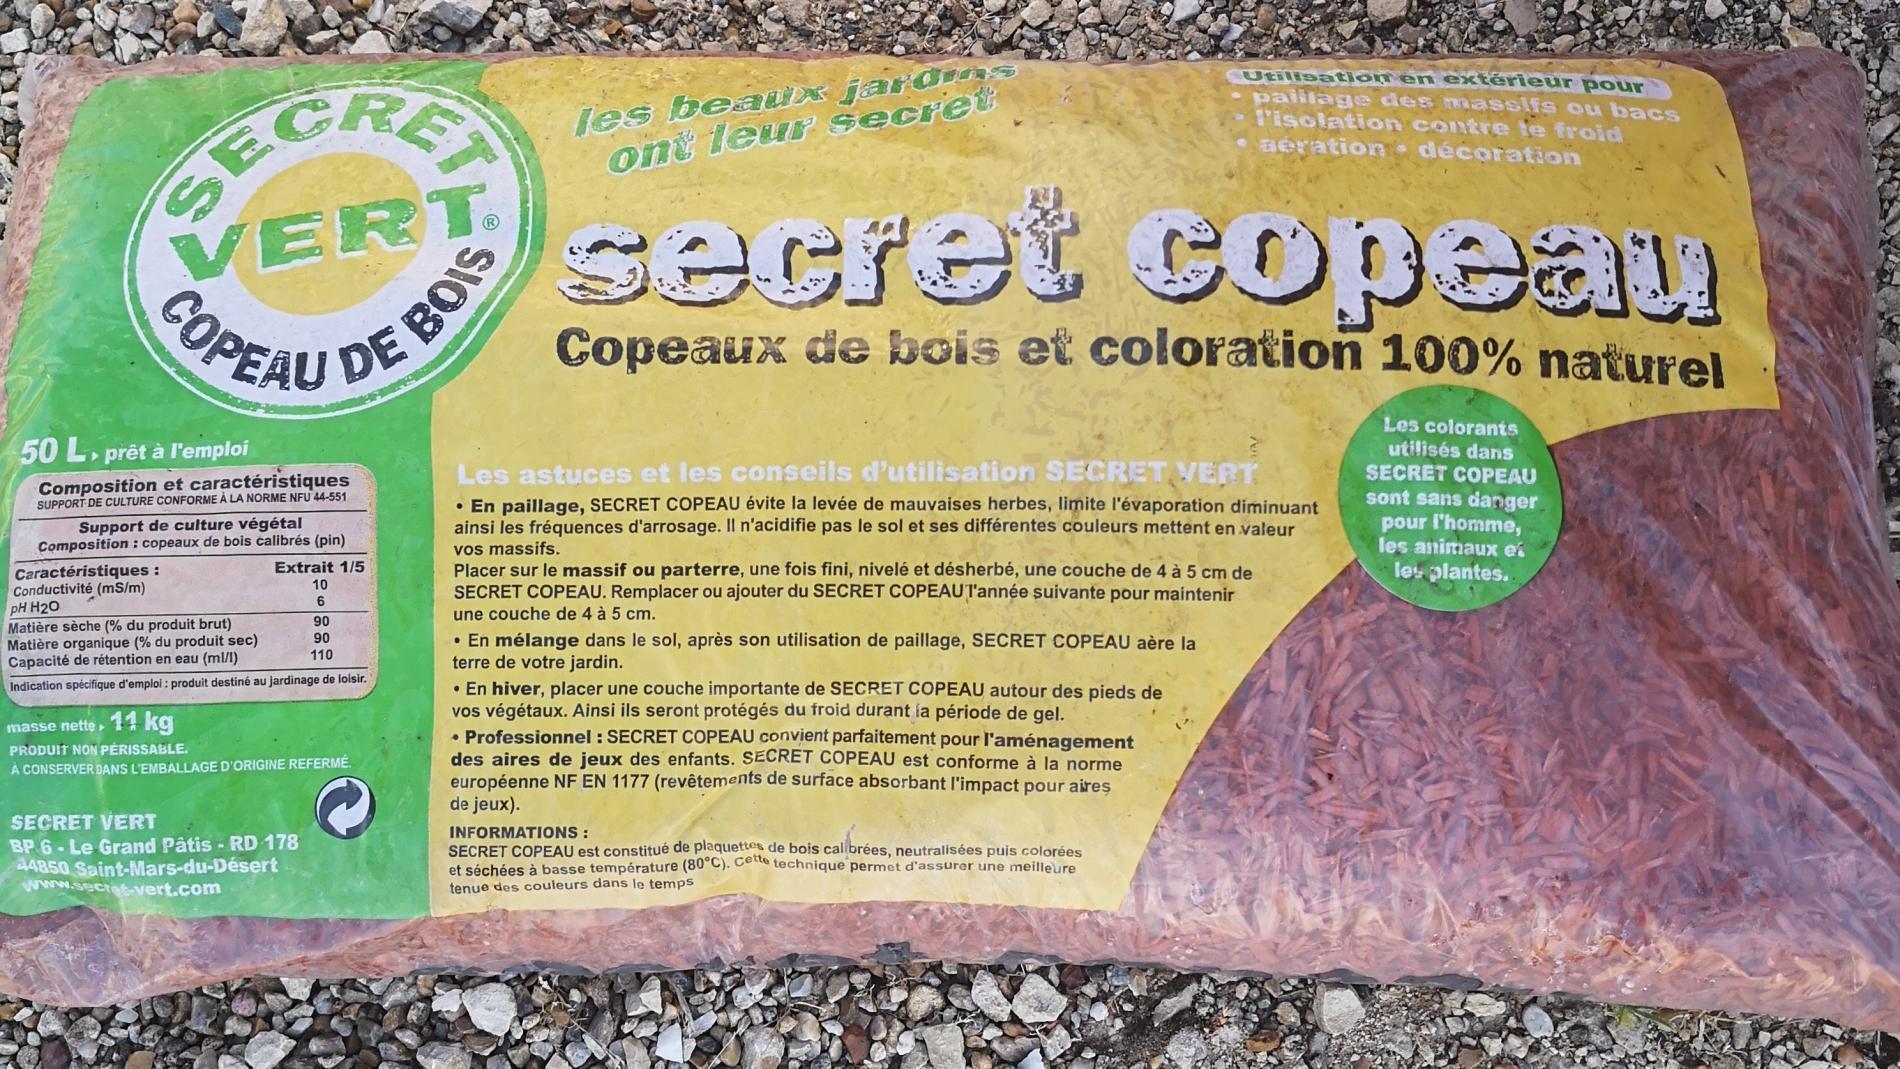 SECRET
VERT®
COPEAU DE BOIS
les beaux jardins
ont leur secret
Utilisation en extérieur pour
• paillage des massifs ou bacs
• l'isolation contre le froid
• aération • décoration
secret copeau
Copeaux de bois et coloration 100% naturel
Les colorants
utilisés dans
SECRET COPEAU
sont sans danger
pour l'homme,
les animaux et
les plantes.
50 L, prêt à l'emploi
Composition et caractéristiques
SUPPORT DE CULTURE CONFORME À LA NORME NFU 44-551
Support de culture végétal
Composition : copeaux de bois calibrés (pin)
Caractéristiques : Extrait 1/5
Conductivité (mS/m) 10
pH H2O 6
Matière sèche (% du produit brut) 90
Matière organique (% du produit sec) 90
Capacité de rétention en eau (ml/l) 110
Indication spécifique d'emploi : produit destiné au jardinage de loisir.
masse nette, 11 kg
PRODUIT NON PÉRISSABLE.
À CONSERVER DANS L'EMBALLAGE D'ORIGINE REFERMÉ.
SECRET VERT
BP 6 - Le Grand Pâtis - RD 178
44850 Saint-Mars-du-Désert
www.secret-vert.com
Les astuces et les conseils d'utilisation SECRET VERT
• En paillage, SECRET COPEAU évite la levée de mauvaises herbes, limite l'évaporation diminuant
ainsi les fréquences d'arrosage. Il n'acidifie pas le sol et ses différentes couleurs mettent en valeur
vos massifs.
Placer sur le massif ou parterre, une fois fini, nivelé et désherbé, une couche de 4 à 5 cm de
SECRET COPEAU. Remplacer ou ajouter du SECRET COPEAU l'année suivante pour maintenir
une couche de 4 à 5 cm.
• En mélange dans le sol, après son utilisation de paillage, SECRET COPEAU aère la
terre de votre jardin.
• En hiver, placer une couche importante de SECRET COPEAU autour des pieds de
vos végétaux. Ainsi ils seront protégés du froid durant la période de gel.
• Professionnel : SECRET COPEAU convient parfaitement pour l'aménagement
des aires de jeux des enfants. SECRET COPEAU est conforme à la norme
européenne NF EN 1177 (revêtements de surface absorbant l'impact pour aires
de jeux).
INFORMATIONS :
SECRET COPEAU est constitué de plaquettes de bois calibrées, neutralisées puis colorées
et séchées à basse température (80°C). Cette technique permet d'assurer une meilleure
tenue des couleurs dans le temps